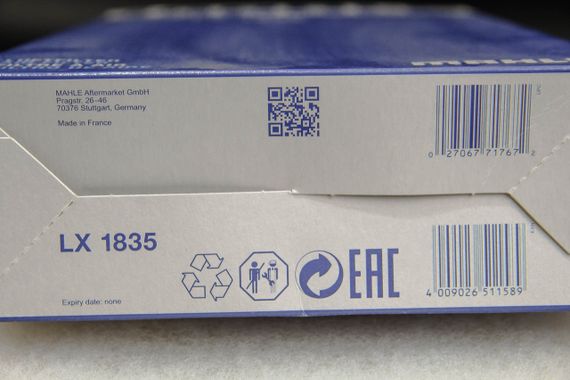 MAHLE
MAHLE Aftermarket GmbH
Pragstr. 26-46
70376 Stuttgart, Germany
Made in France
0 27067 71767 2
LX 1835
EAC
4 009026 511589
Expiry date: none